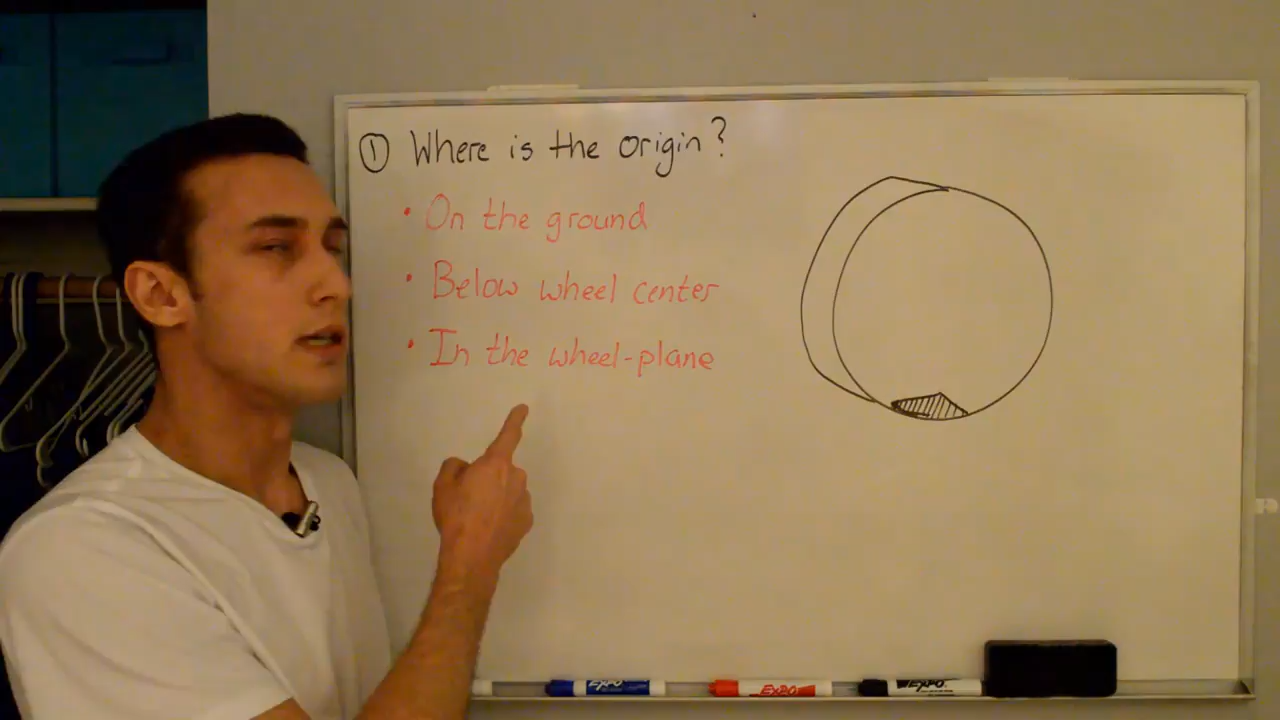 ① Where is the origin?
• On the ground
• Below wheel center
• In the wheel-plane
EXPO
EXPO
EXPO